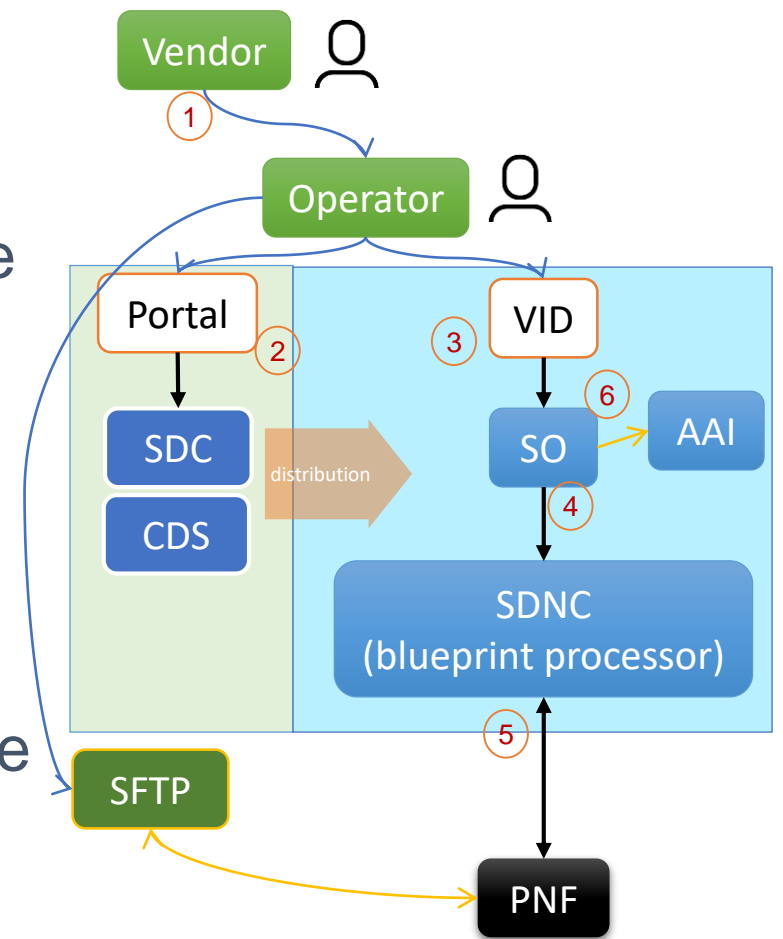 Vendor
1
Operator
e
Portal
VID
2
3
6
SDC
SO
AAI
distribution
4
CDS
SDNC
(blueprint processor)
5
e
SFTP
PNF